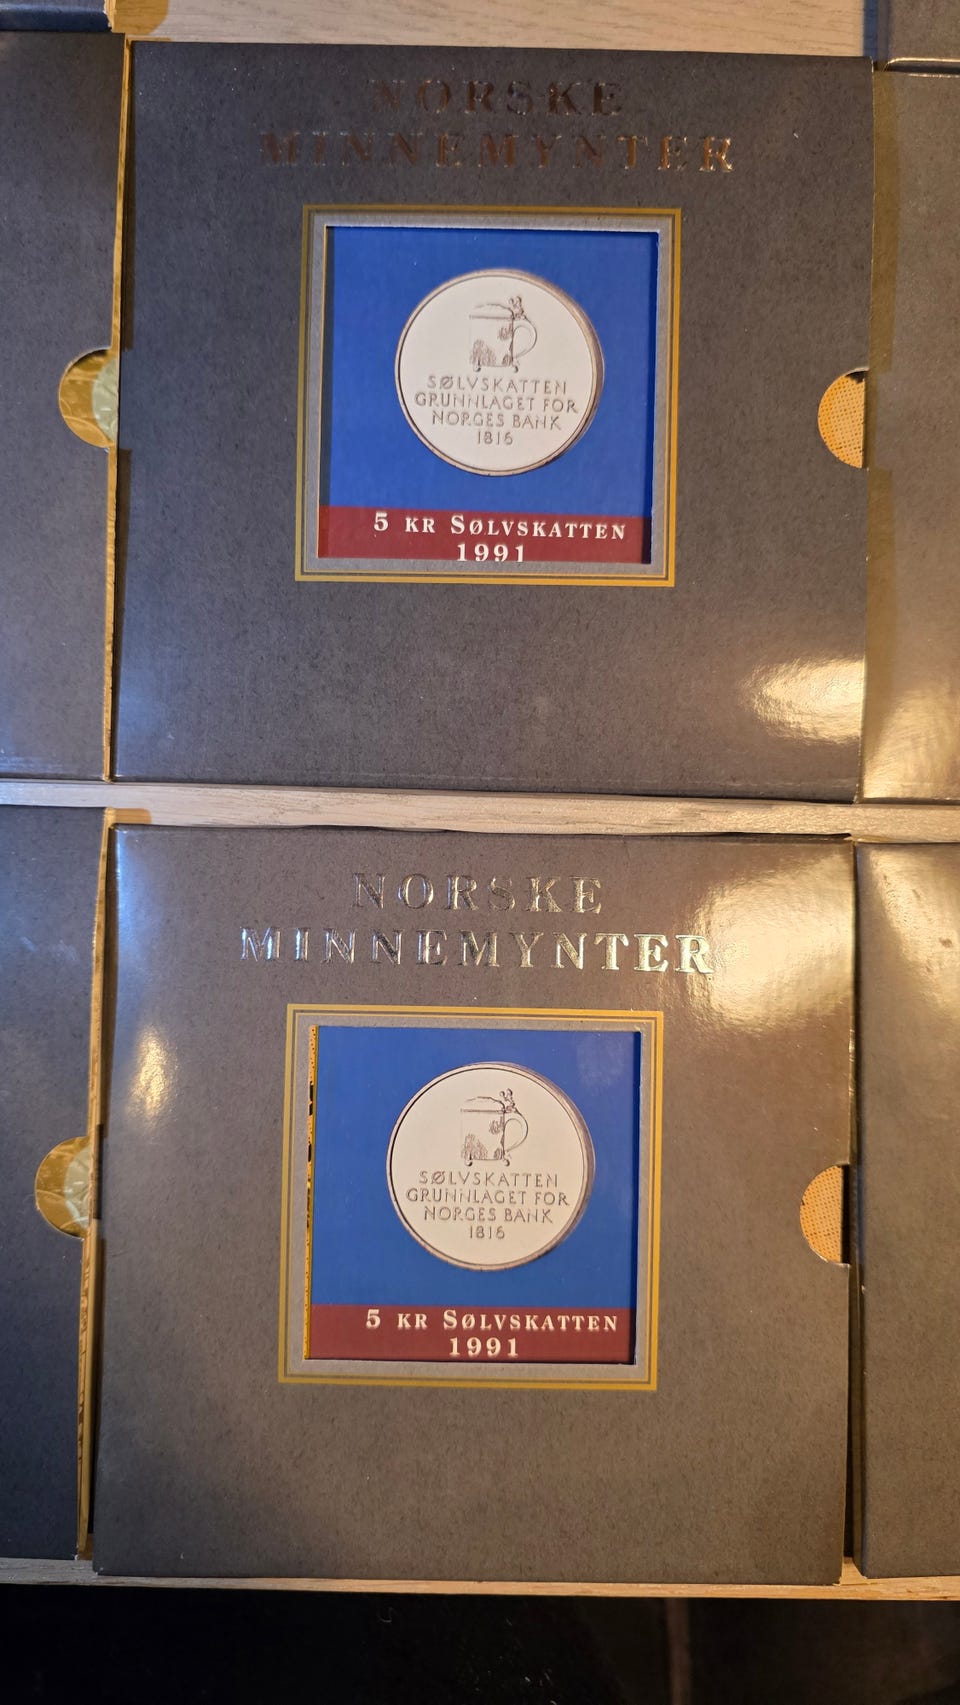 NORSKE
MINNEMYNTER
SØLVSKATTEN
GRUNNLAGET FOR
NORGES BANK
1816
5 KR SØLVSKATTEN
1991
NORSKE
MINNEMYNTER
SØLVSKATTEN
GRUNNLAGET FOR
NORGES BANK
1816
5 KR SØLVSKATTEN
1991